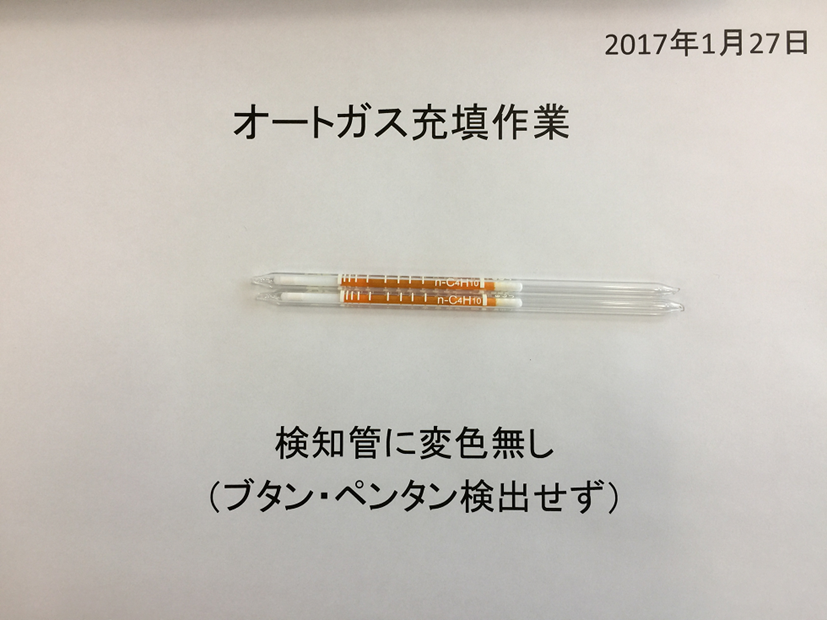 2017年1月27日
オートガス充填作業
n-C4H10
n-C4H10
検知管に変色無し
（ブタン・ペンタン検出せず）